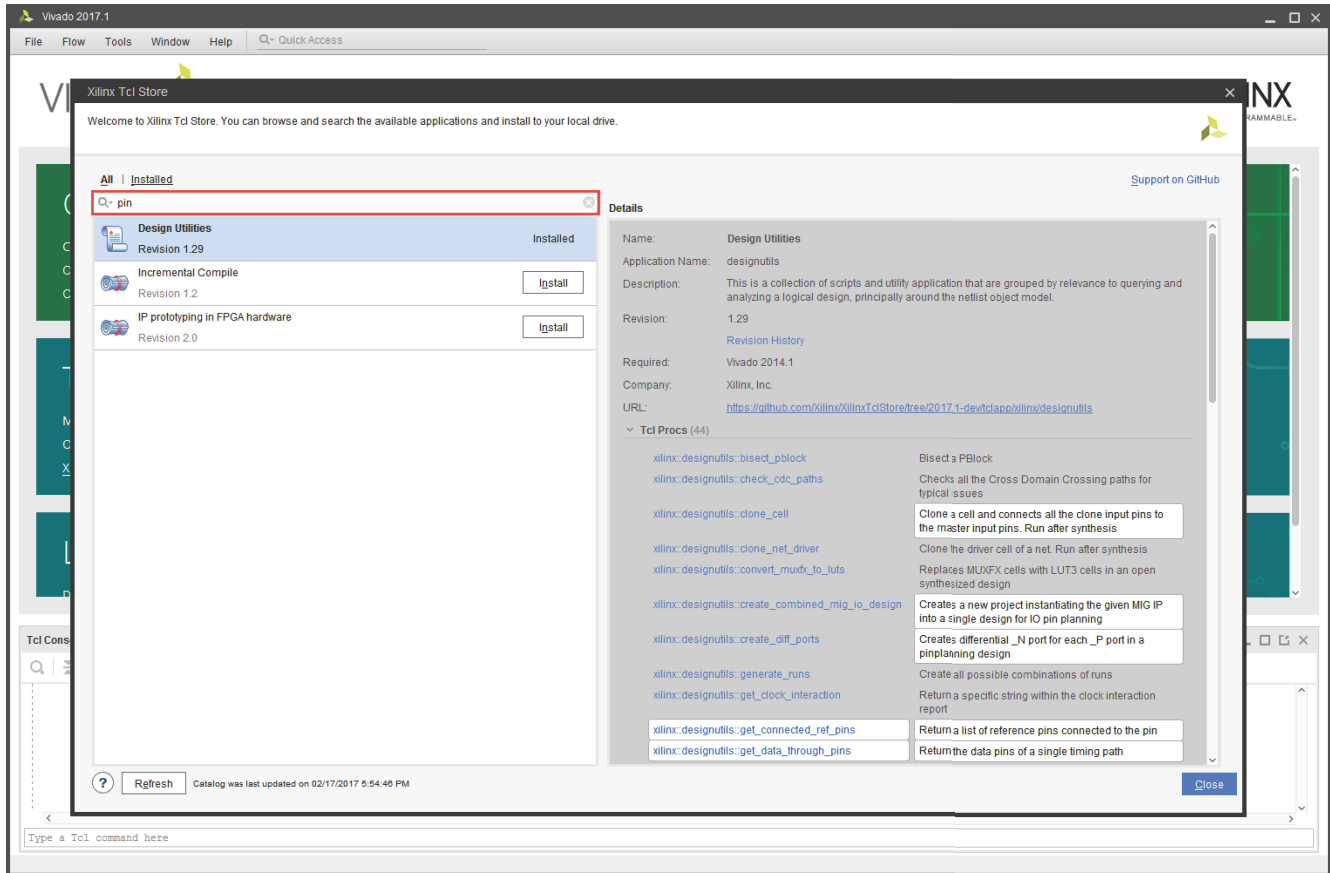 Vivado 2017.1
File Flow Tools Window Help Quick Access
VI
INX
RAMMABLE.
Xilinx Tcl Store
Welcome to Xilinx Tcl Store. You can browse and search the available applications and install to your local drive.
All | Installed
Support on GitHub
pin
Design Utilities
Revision 1.29
Installed
Incremental Compile
Revision 1.2
Install
IP prototyping in FPGA hardware
Revision 2.0
Install
Details
Name: Design Utilities
Application Name: designutils
Description: This is a collection of scripts and utility application that are grouped by relevance to querying and
analyzing a logical design, principally around the netlist object model.
Revision: 1.29
Revision History
Required: Vivado 2014.1
Company: Xilinx, Inc.
URL: https://github.com/Xilinx/XilinxTclStore/tree/2017.1-dev/tclapp/xilinx/designutils
Tcl Procs (44)
xilinx::designutils::bisect_pblock Bisect a PBlock
xilinx::designutils::check_cdc_paths Checks all the Cross Domain Crossing paths for
typical issues
xilinx::designutils::clone_cell Clone a cell and connects all the clone input pins to
the master input pins. Run after synthesis
xilinx::designutils::clone_net_driver Clone the driver cell of a net. Run after synthesis
xilinx::designutils::convert_muxfx_to_luts Replaces MUXFX cells with LUT3 cells in an open
synthesized design
xilinx::designutils::create_combined_mig_io_design Creates a new project instantiating the given MIG IP
into a single design for IO pin planning
xilinx::designutils::create_diff_ports Creates differential _N port for each _P port in a
pinplanning design
xilinx::designutils::generate_runs Create all possible combinations of runs
xilinx::designutils::get_clock_interaction Return a specific string within the clock interaction
report
xilinx::designutils::get_connected_ref_pins Return a list of reference pins connected to the pin
xilinx::designutils::get_data_through_pins Return the data pins of a single timing path
? Refresh Catalog was last updated on 02/17/2017 5:54:46 PM
Close
Tcl Cons
Type a Tcl command here